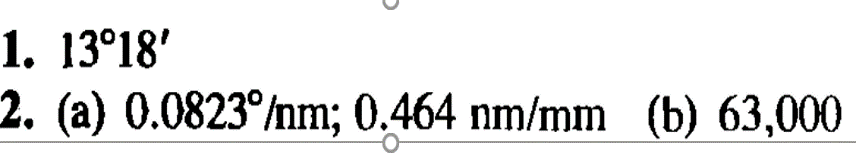 1. 13°18′
2. (a) 0.0823°/nm; 0.464 nm/mm (b) 63,000